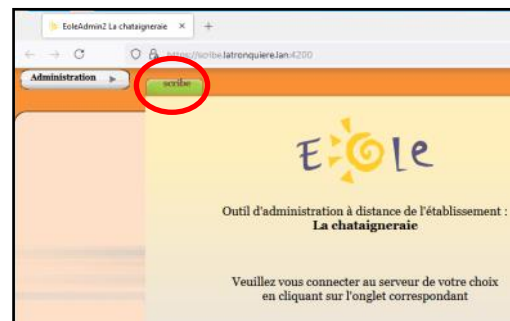 EoleAdmin2 La chataigneraie
https://scribe.latronquiere.lan:4200
Administration
scribe
Eole
Outil d'administration à distance de l'établissement :
La chataigneraie
Veuillez vous connecter au serveur de votre choix
en cliquant sur l'onglet correspondant